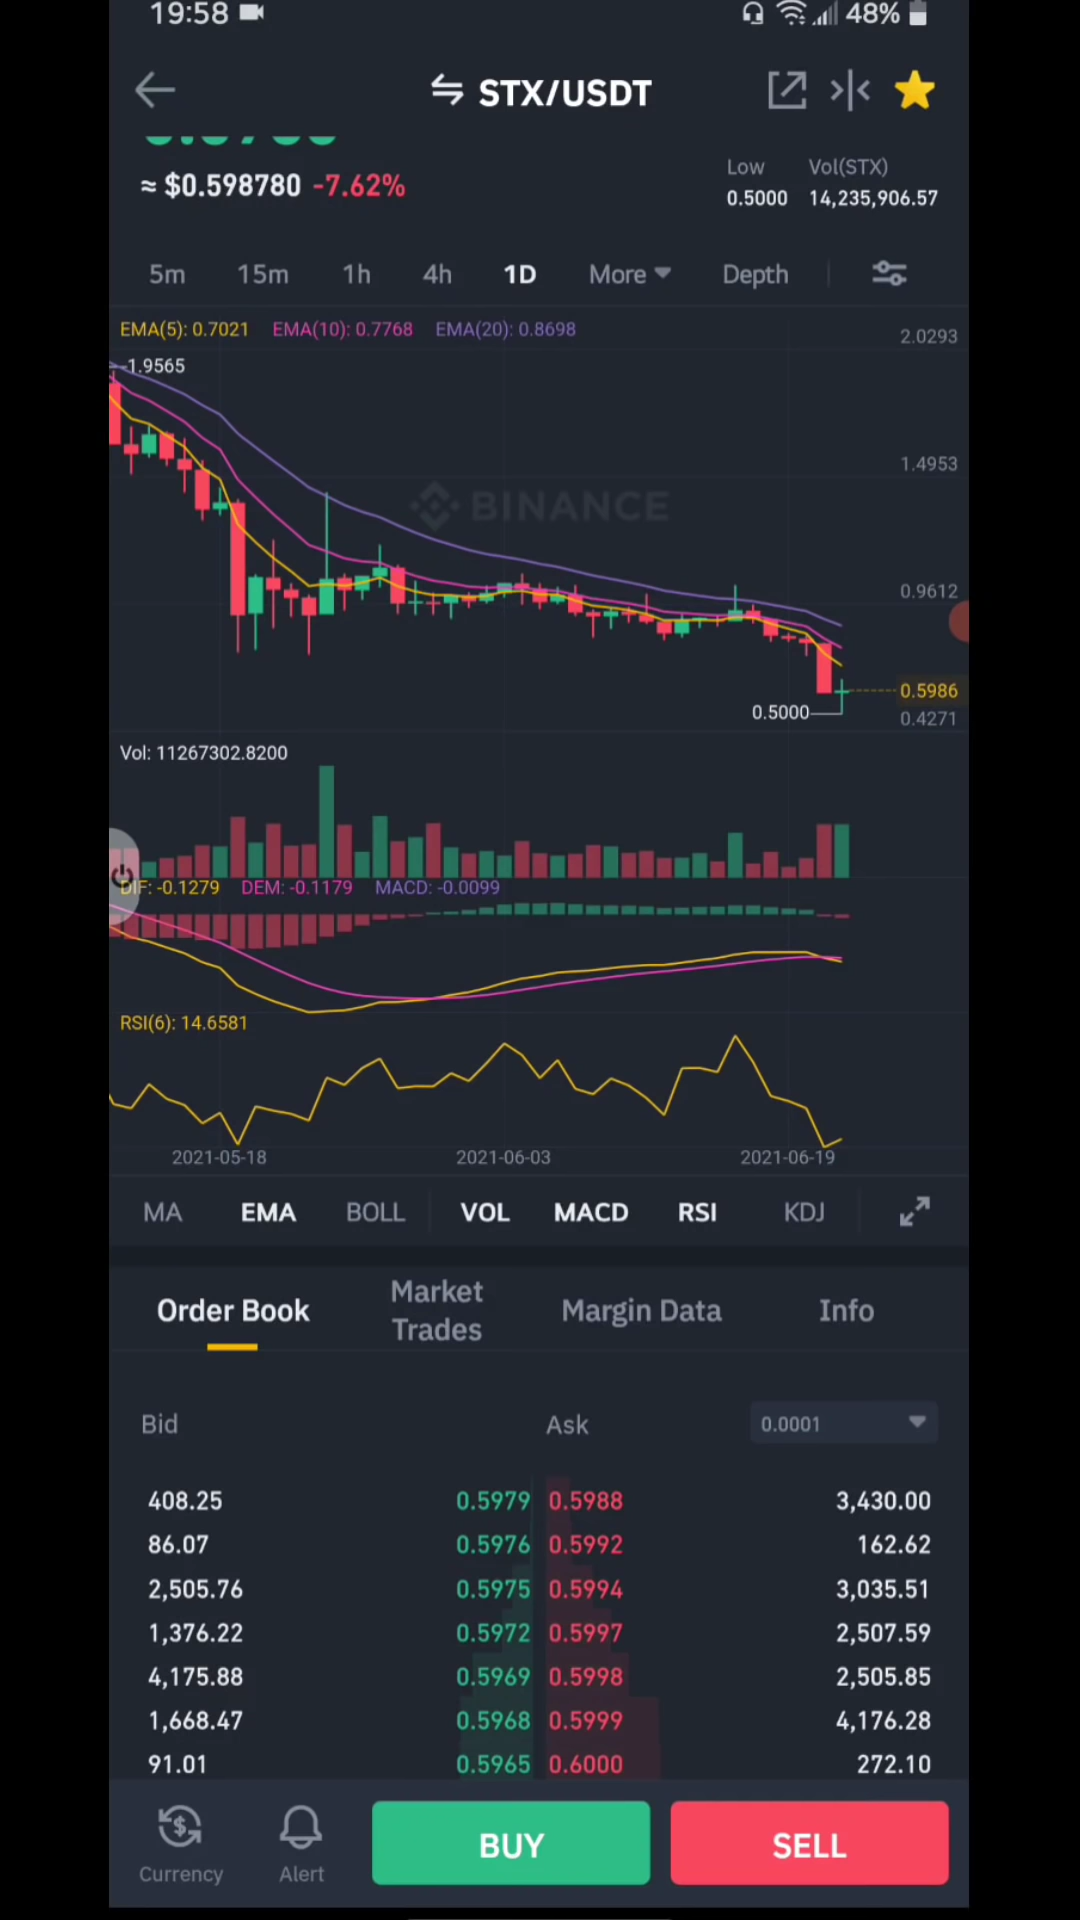 19:58 48%
STX/USDT
Low Vol(STX)
≈ $0.598780 -7.62%
0.5000 14,235,906.57
5m 15m 1h 4h 1D More Depth
EMA(5): 0.7021 EMA(10): 0.7768 EMA(20): 0.8698
2.0293
1.9565
1.4953
BINANCE
0.9612
0.5986
0.5000
0.4271
Vol: 11267302.8200
DIF: -0.1279 DEM: -0.1179 MACD: -0.0099
RSI(6): 14.6581
2021-05-18 2021-06-03 2021-06-19
MA EMA BOLL VOL MACD RSI KDJ
Order Book Market Trades Margin Data Info
Bid Ask 0.0001
408.25 0.5979 0.5988 3,430.00
86.07 0.5976 0.5992 162.62
2,505.76 0.5975 0.5994 3,035.51
1,376.22 0.5972 0.5997 2,507.59
4,175.88 0.5969 0.5998 2,505.85
1,668.47 0.5968 0.5999 4,176.28
91.01 0.5965 0.6000 272.10
Currency Alert BUY SELL